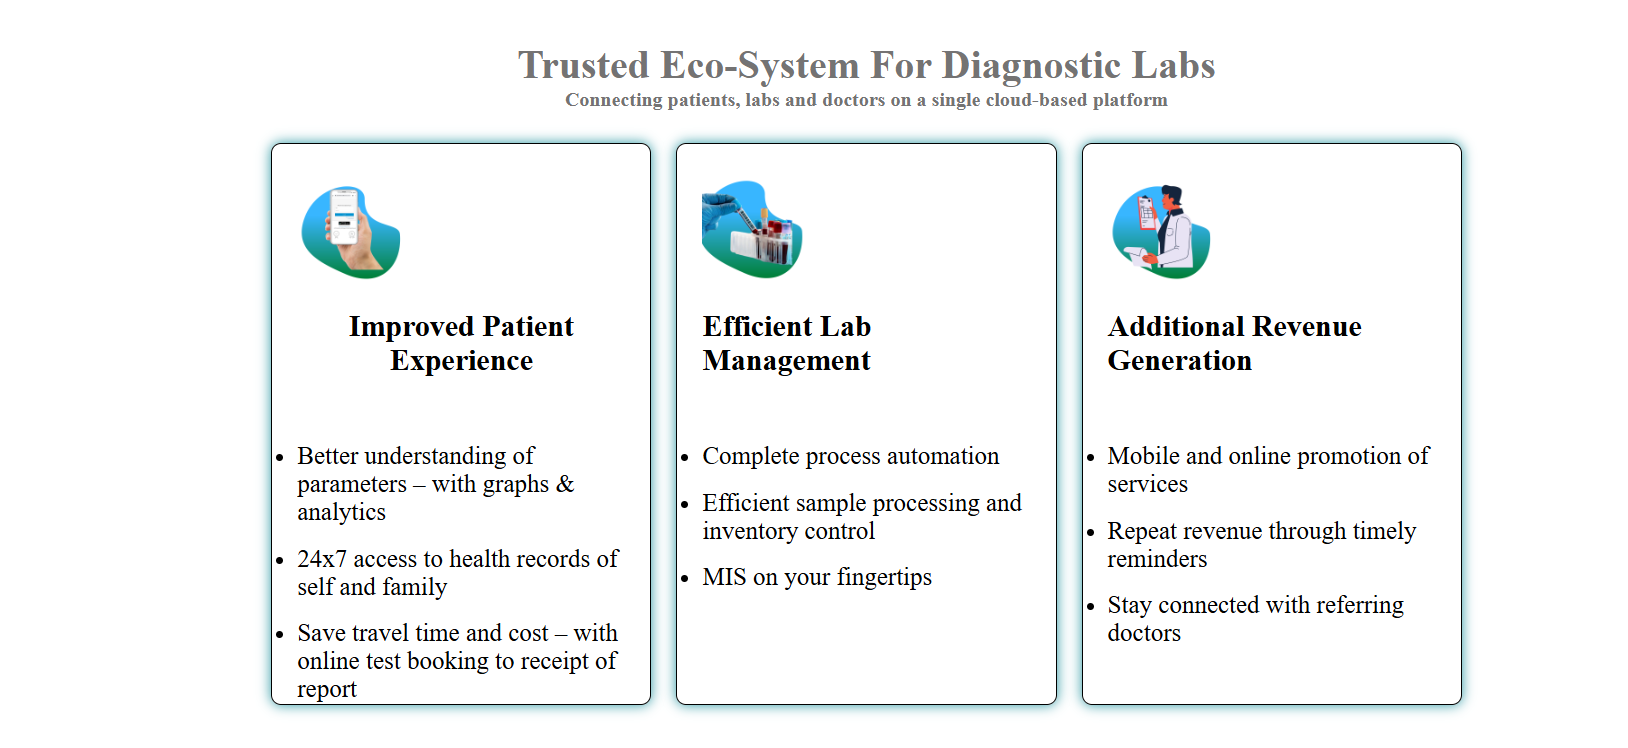 Trusted Eco-System For Diagnostic Labs
Connecting patients, labs and doctors on a single cloud-based platform
Improved Patient
Experience
• Better understanding of
parameters – with graphs &
analytics
• 24x7 access to health records of
self and family
• Save travel time and cost – with
online test booking to receipt of
report
Efficient Lab
Management
• Complete process automation
• Efficient sample processing and
inventory control
• MIS on your fingertips
Additional Revenue
Generation
• Mobile and online promotion of
services
• Repeat revenue through timely
reminders
• Stay connected with referring
doctors